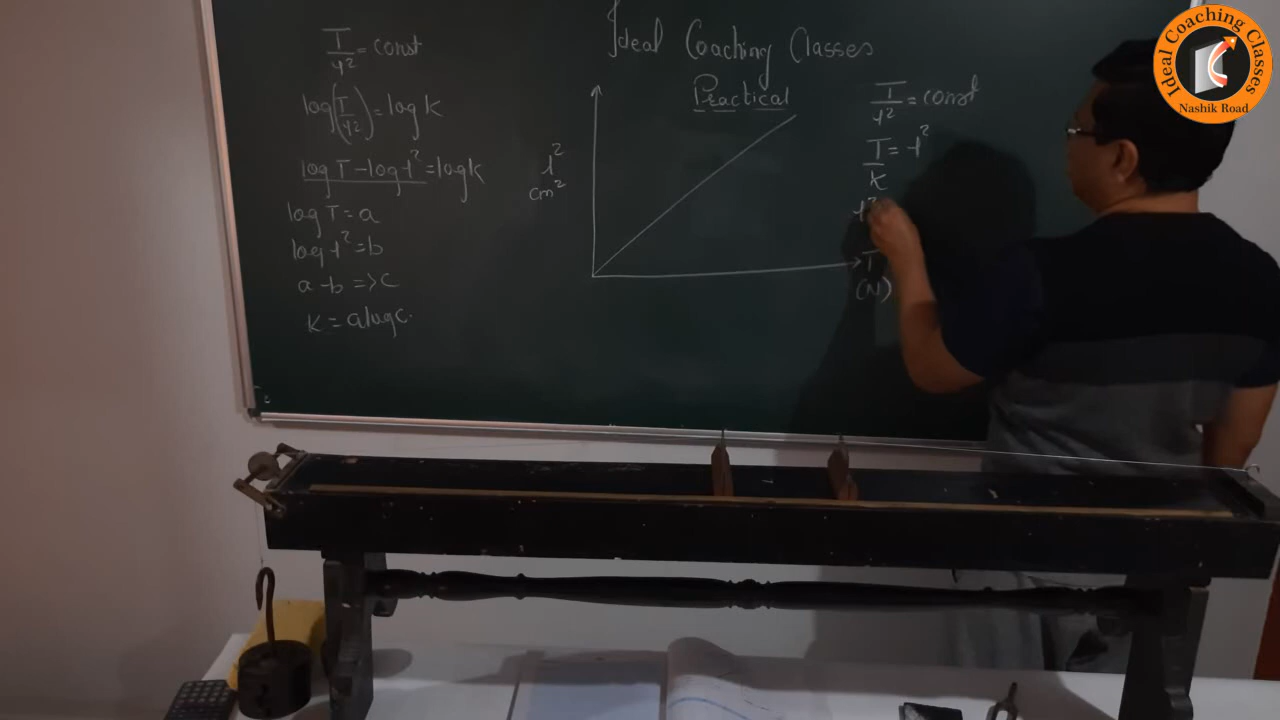 T/l² = const
log(T/l²) = log k
log T - log l² = log k
log T = a
log l² = b
a - b => c
k = alog c.
Ideal Coaching Classes
Practical
l²
cm²
T
(N)
T/l² = const
T/k = l²
l²
Ideal Coaching Classes
Nashik Road